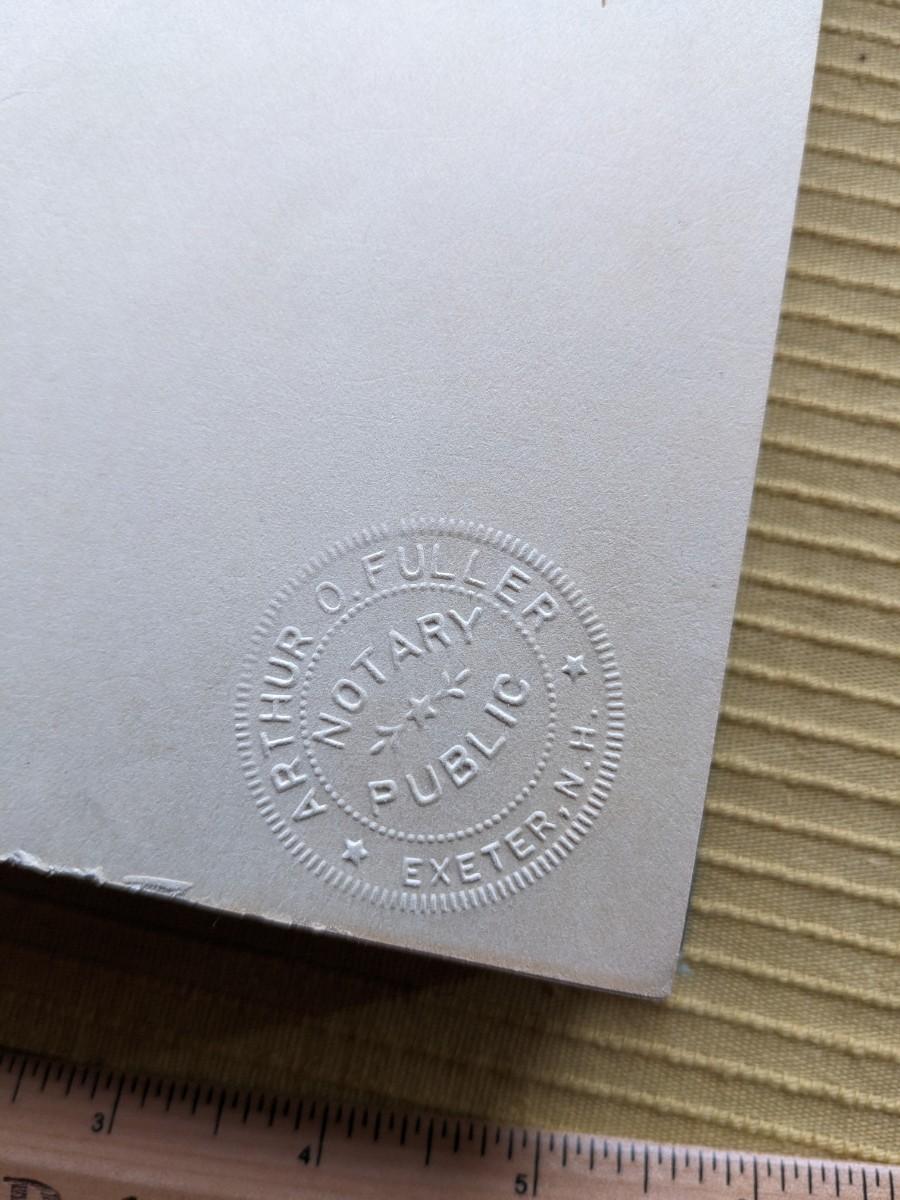 ARTHUR O. FULLER
NOTARY
PUBLIC
EXETER, N.H.
3
4
5